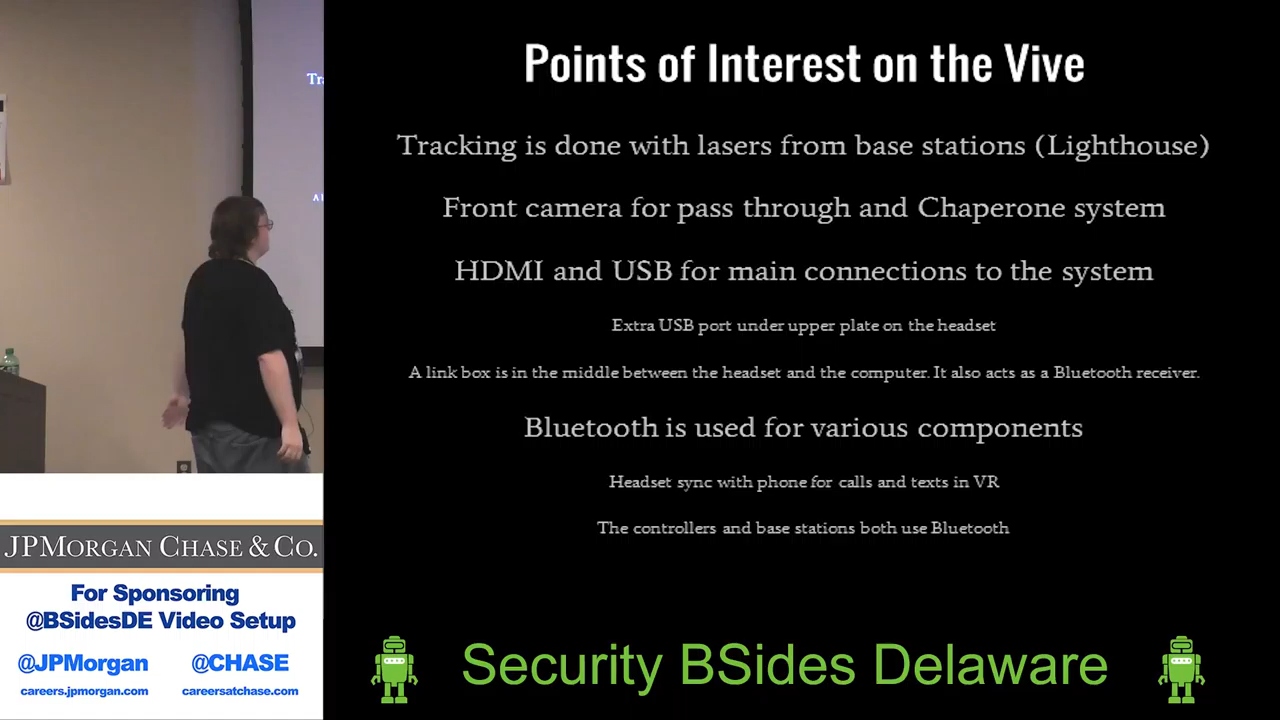 Points of Interest on the Vive
Tracking is done with lasers from base stations (Lighthouse)
Front camera for pass through and Chaperone system
HDMI and USB for main connections to the system
Extra USB port under upper plate on the headset
A link box is in the middle between the headset and the computer. It also acts as a Bluetooth receiver.
Bluetooth is used for various components
Headset sync with phone for calls and texts in VR
The controllers and base stations both use Bluetooth
JPMORGAN CHASE & CO.
For Sponsoring
@BSidesDE Video Setup
@JPMorgan @CHASE
careers.jpmorgan.com careersatchase.com
Security BSides Delaware